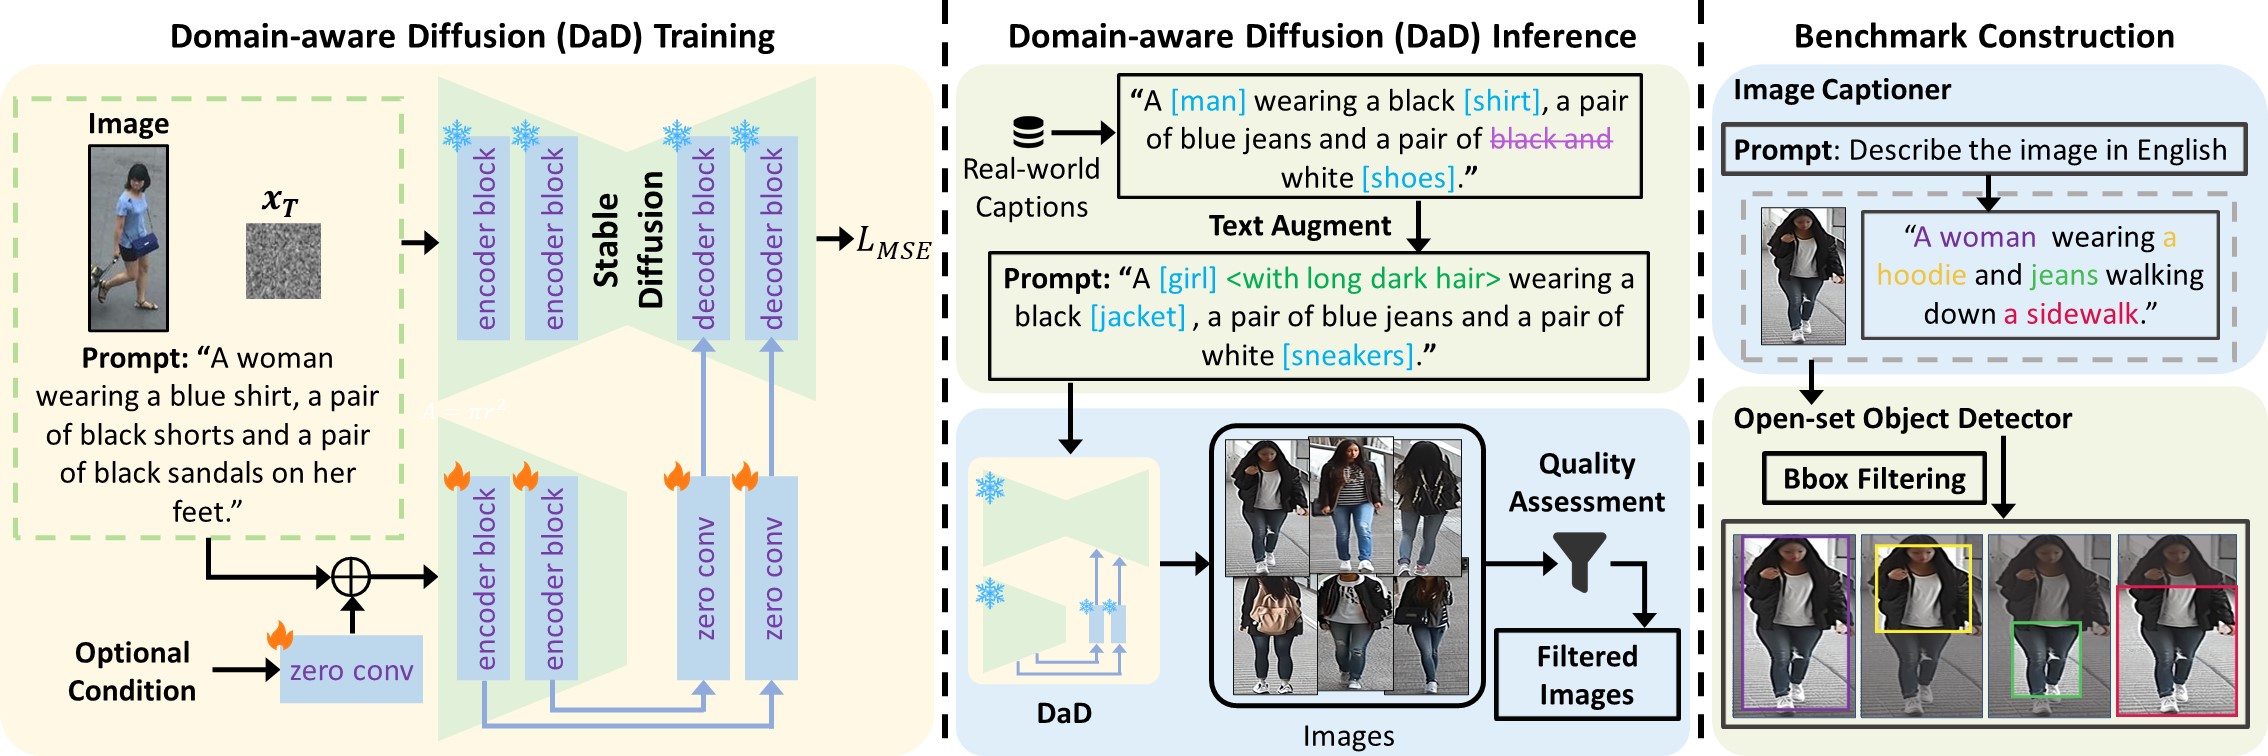 Domain-aware Diffusion (DaD) Training
Image
x_T
Prompt: “A woman
wearing a blue shirt, a pair
of black shorts and a pair
of black sandals on her
feet.”
Optional
Condition
zero conv
encoder block
encoder block
Stable
Diffusion
decoder block
decoder block
L_MSE
A = πr²
encoder block
encoder block
zero conv
zero conv
Domain-aware Diffusion (DaD) Inference
Real-world
Captions
“A [man] wearing a black [shirt], a pair
of blue jeans and a pair of black and
white [shoes].”
Text Augment
Prompt: “A [girl] <with long dark hair> wearing a
black [jacket] , a pair of blue jeans and a pair of
white [sneakers].”
DaD
Images
Quality
Assessment
Filtered
Images
Benchmark Construction
Image Captioner
Prompt: Describe the image in English
“A woman wearing a
hoodie and jeans walking
down a sidewalk.”
Open-set Object Detector
Bbox Filtering